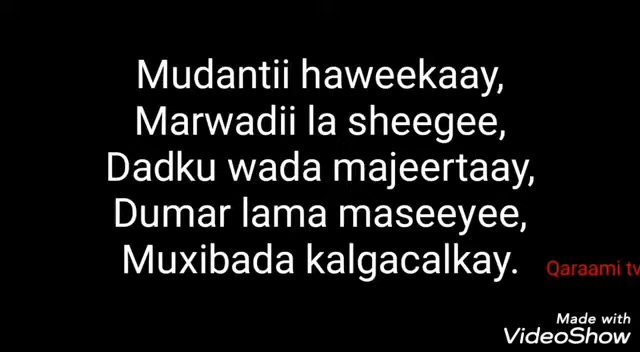 Mudantii haweekaay,
Marwadii la sheegee,
Dadku wada majeertaay,
Dumar lama maseeyee,
Muxibada kalgacalkay.
Qaraami tv
Made with
VideoShow